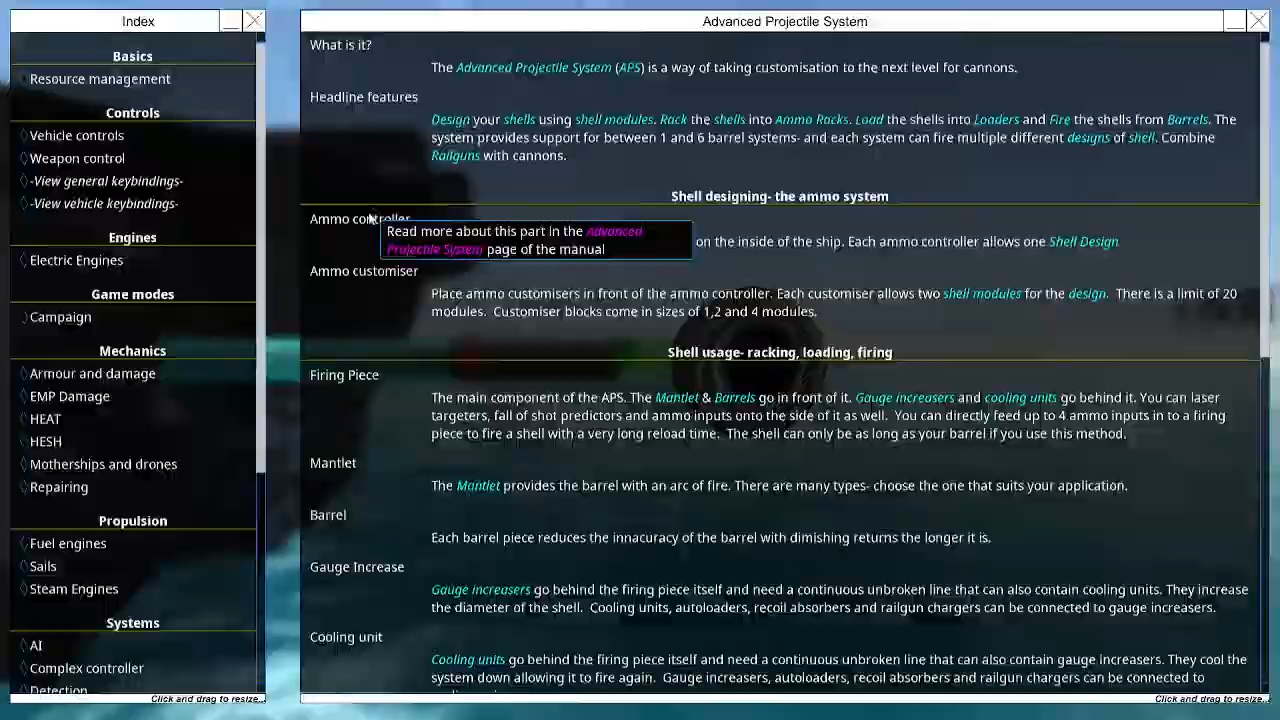 Index
Basics
Resource management
Controls
Vehicle controls
Weapon control
-View general keybindings-
-View vehicle keybindings-
Engines
Electric Engines
Game modes
Campaign
Mechanics
Armour and damage
EMP Damage
HEAT
HESH
Motherships and drones
Repairing
Propulsion
Fuel engines
Sails
Steam Engines
Systems
AI
Complex controller
Detection
Click and drag to resize...
Advanced Projectile System
What is it?
The Advanced Projectile System (APS) is a way of taking customisation to the next level for cannons.
Headline features
Design your shells using shell modules. Rack the shells into Ammo Racks. Load the shells into Loaders and Fire the shells from Barrels. The
system provides support for between 1 and 6 barrel systems- and each system can fire multiple different designs of shell. Combine
Railguns with cannons.
Shell designing- the ammo system
Ammo controller
Read more about this part in the Advanced
Projectile System page of the manual
on the inside of the ship. Each ammo controller allows one Shell Design.
Ammo customiser
Place ammo customisers in front of the ammo controller. Each customiser allows two shell modules for the design. There is a limit of 20
modules. Customiser blocks come in sizes of 1,2 and 4 modules.
Shell usage- racking, loading, firing
Firing Piece
The main component of the APS. The Mantlet & Barrels go in front of it. Gauge increasers and cooling units go behind it. You can laser
targeters, fall of shot predictors and ammo inputs onto the side of it as well. You can directly feed up to 4 ammo inputs in to a firing
piece to fire a shell with a very long reload time. The shell can only be as long as your barrel if you use this method.
Mantlet
The Mantlet provides the barrel with an arc of fire. There are many types- choose the one that suits your application.
Barrel
Each barrel piece reduces the innacuracy of the barrel with dimishing returns the longer it is.
Gauge Increase
Gauge increasers go behind the firing piece itself and need a continuous unbroken line that can also contain cooling units. They increase
the diameter of the shell. Cooling units, autoloaders, recoil absorbers and railgun chargers can be connected to gauge increasers.
Cooling unit
Cooling units go behind the firing piece itself and need a continuous unbroken line that can also contain gauge increasers. They cool the
system down allowing it to fire again. Gauge increasers, autoloaders, recoil absorbers and railgun chargers can be connected to
Click and drag to resize...